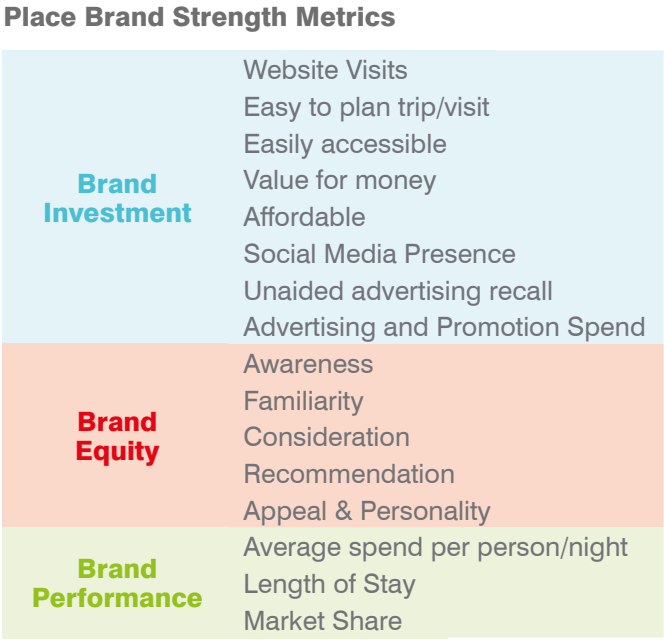 Place Brand Strength Metrics
Brand
Investment
Website Visits
Easy to plan trip/visit
Easily accessible
Value for money
Affordable
Social Media Presence
Unaided advertising recall
Advertising and Promotion Spend
Brand
Equity
Awareness
Familiarity
Consideration
Recommendation
Appeal & Personality
Brand
Performance
Average spend per person/night
Length of Stay
Market Share